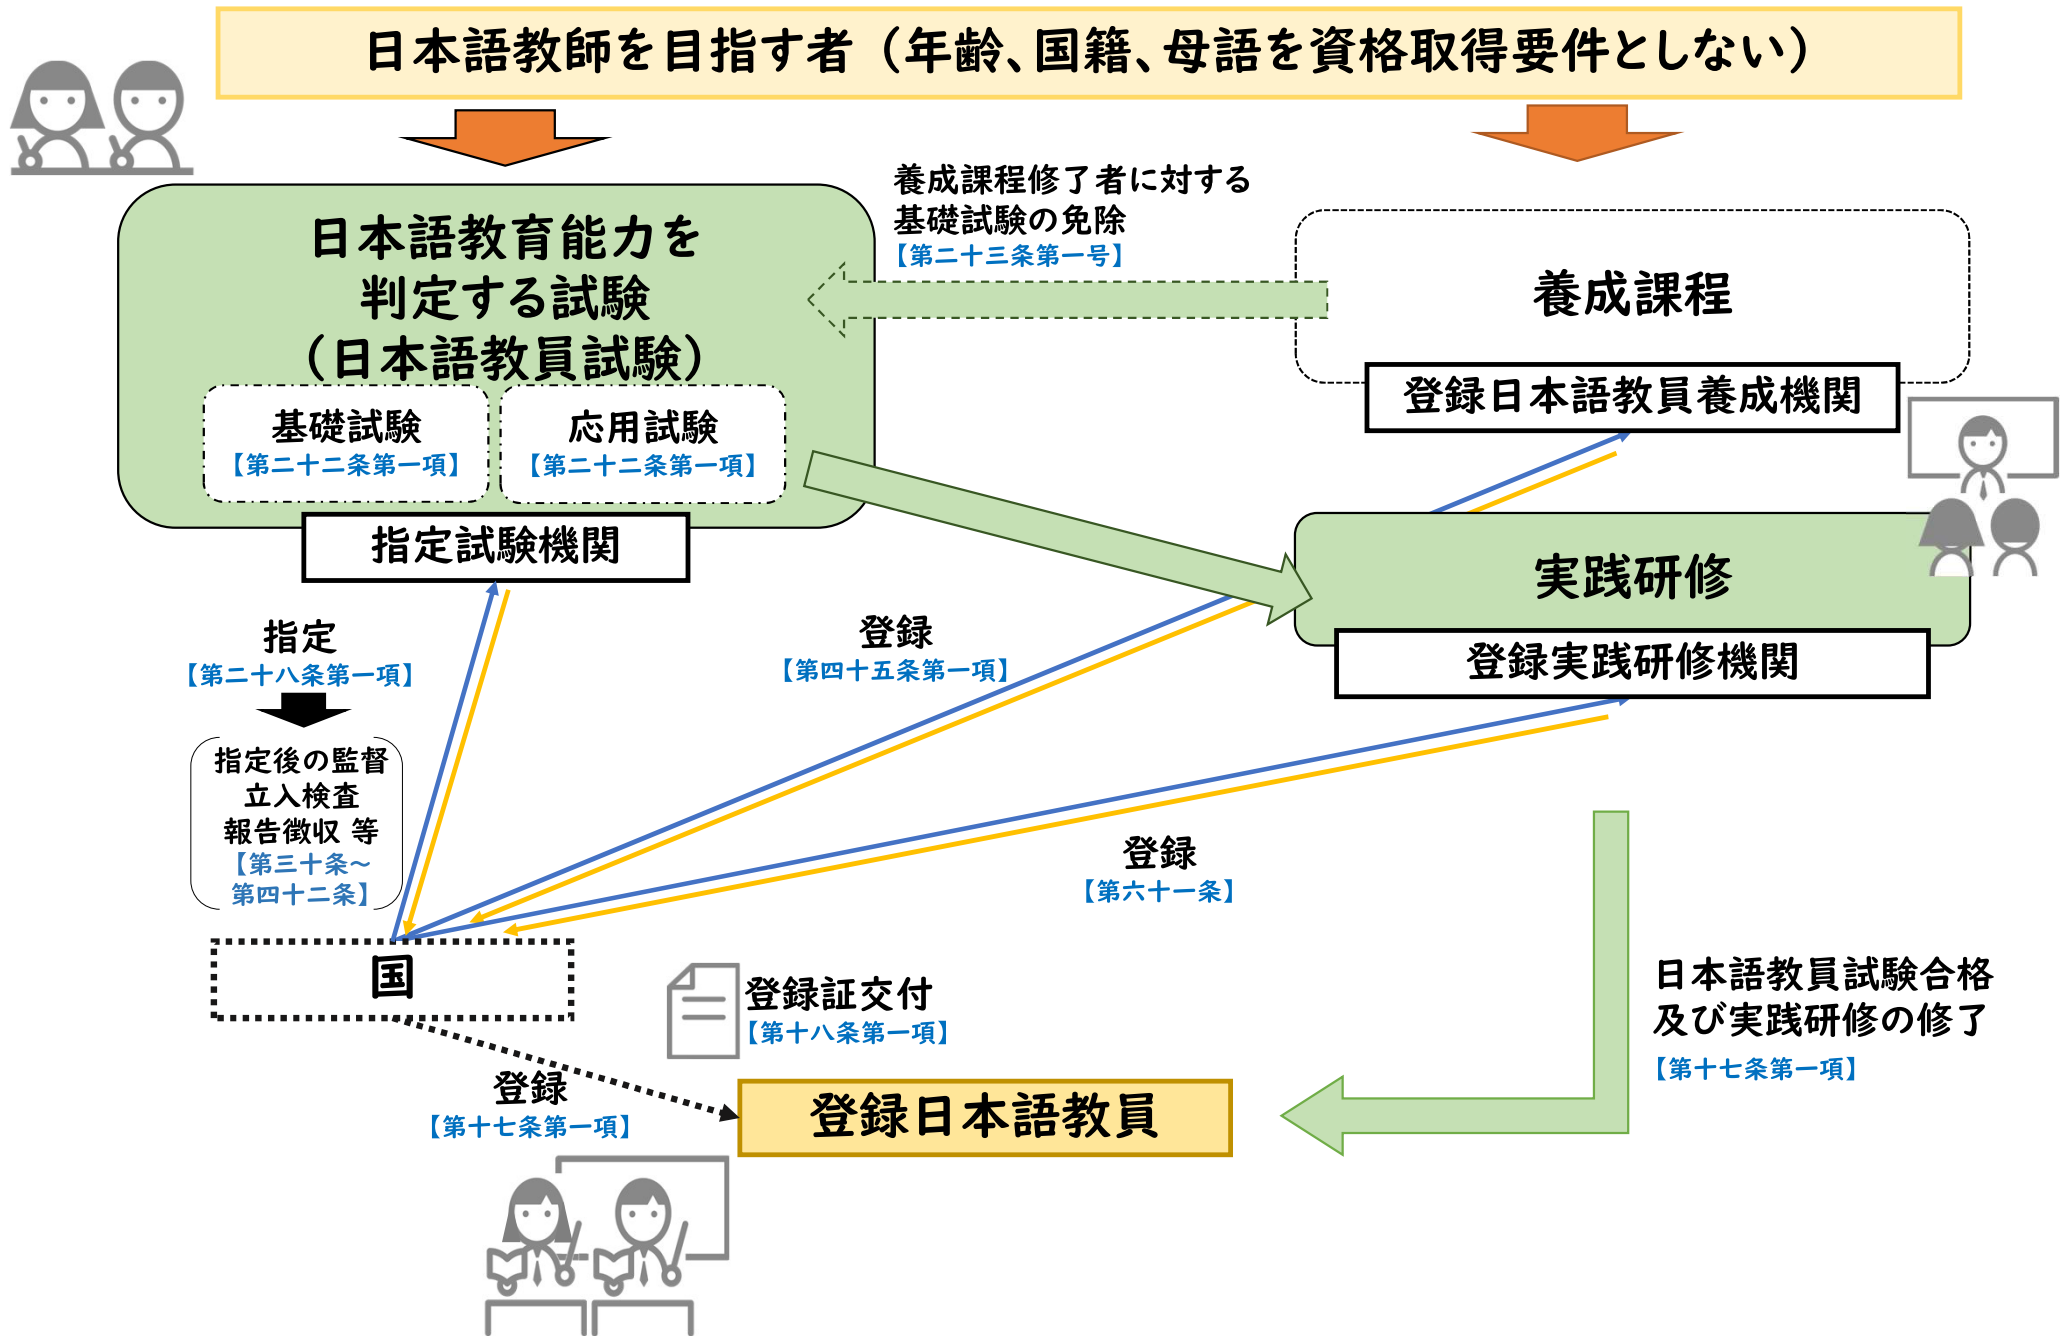 日本語教師を目指す者（年齢、国籍、母語を資格取得要件としない）
養成課程修了者に対する
基礎試験の免除
【第二十三条第一号】
日本語教育能力を
判定する試験
（日本語教員試験）
基礎試験
【第二十二条第一項】
応用試験
【第二十二条第一項】
指定試験機関
養成課程
登録日本語教員養成機関
実践研修
登録実践研修機関
指定
【第二十八条第一項】
指定後の監督
立入検査
報告徴収 等
【第三十条～
第四十二条】
登録
【第四十五条第一項】
登録
【第六十一条】
国
登録証交付
【第十八条第一項】
登録
【第十七条第一項】
登録日本語教員
日本語教員試験合格
及び実践研修の修了
【第十七条第一項】